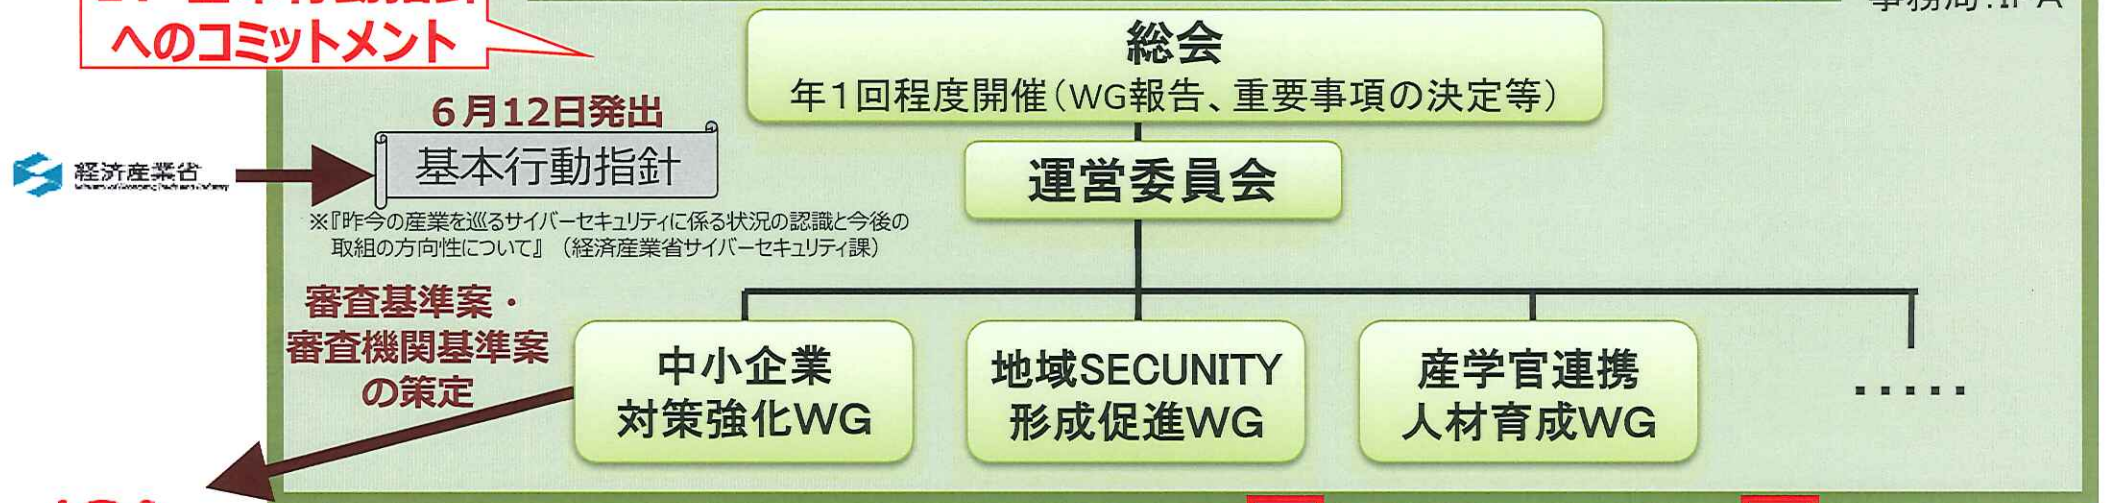 へのコミットメント
事務局:IPA
総会
年1回程度開催(WG報告、重要事項の決定等)
6月12日発出
基本行動指針
経済産業省
運営委員会
※『昨今の産業を巡るサイバーセキュリティに係る状況の認識と今後の
取組の方向性について』(経済産業省サイバーセキュリティ課)
審査基準案・
審査機関基準案
の策定
中小企業
対策強化WG
地域SECUNITY
形成促進WG
産学官連携
人材育成WG
・・・・・